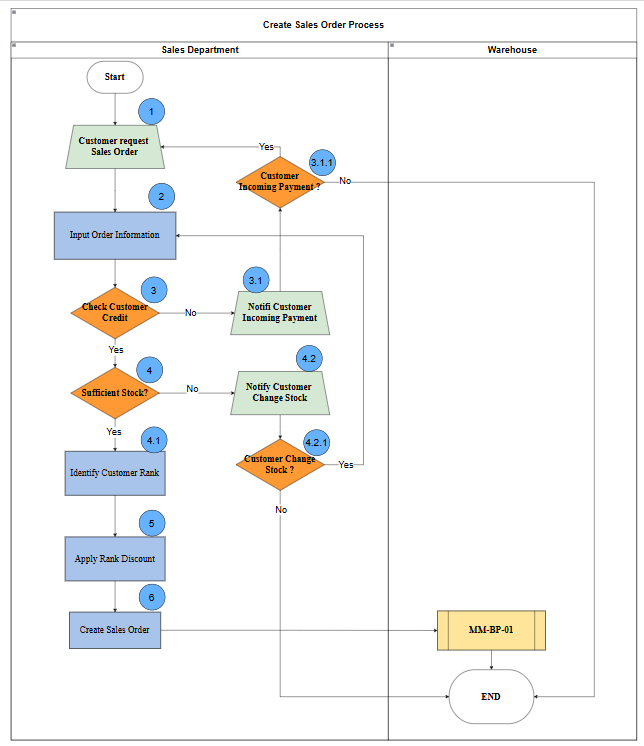 Create Sales Order Process
Sales Department
Warehouse
Start
1
Customer request
Sales Order
Yes
3.1.1
Customer
Incoming Payment ?
No
2
Input Order Information
3
Check Customer
Credit
No
3.1
Notifi Customer
Incoming Payment
Yes
4
Sufficient Stock?
No
4.2
Notify Customer
Change Stock
Yes
4.1
Identify Customer Rank
4.2.1
Customer Change
Stock ?
Yes
No
5
Apply Rank Discount
6
Create Sales Order
MM-BP-01
END